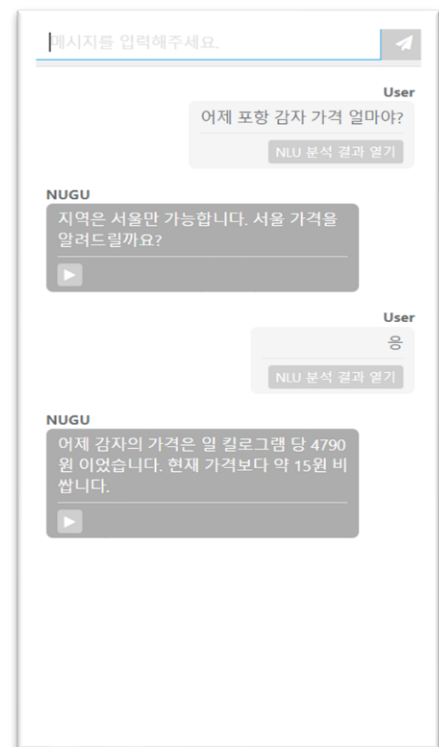 메시지를 입력해주세요.
User
어제 포항 감자 가격 얼마야?
NLU 분석 결과 열기
NUGU
지역은 서울만 가능합니다. 서울 가격을
알려드릴까요?
User
응
NLU 분석 결과 열기
NUGU
어제 감자의 가격은 일 킬로그램 당 4790
원 이었습니다. 현재 가격보다 약 15원 비
쌉니다.